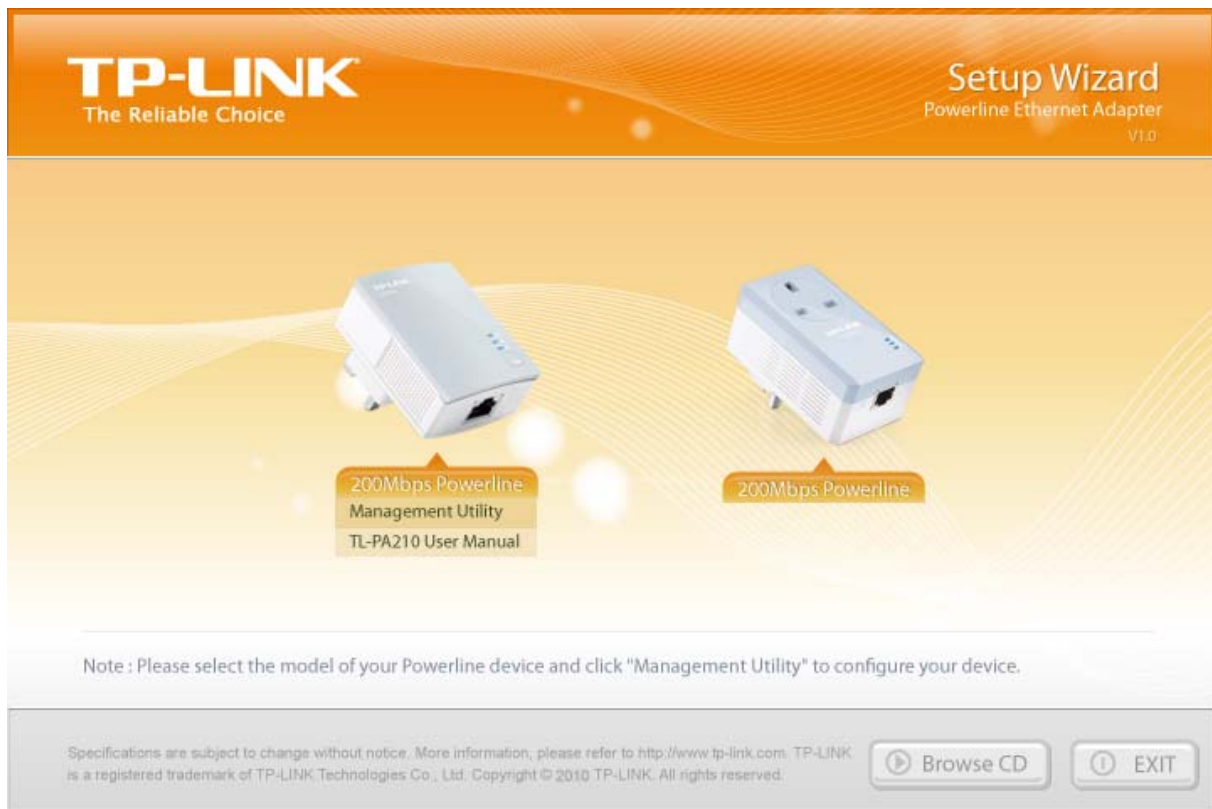 TP-LINK
The Reliable Choice
Setup Wizard
Powerline Ethernet Adapter
V1.0
TP-LINK
200Mbps Powerline
Management Utility
TL-PA210 User Manual
200Mbps Powerline
Note : Please select the model of your Powerline device and click "Management Utility" to configure your device.
Specifications are subject to change without notice. More information, please refer to http://www.tp-link.com. TP-LINK
is a registered trademark of TP-LINK Technologies Co., Ltd. Copyright © 2010 TP-LINK. All rights reserved.
Browse CD
EXIT